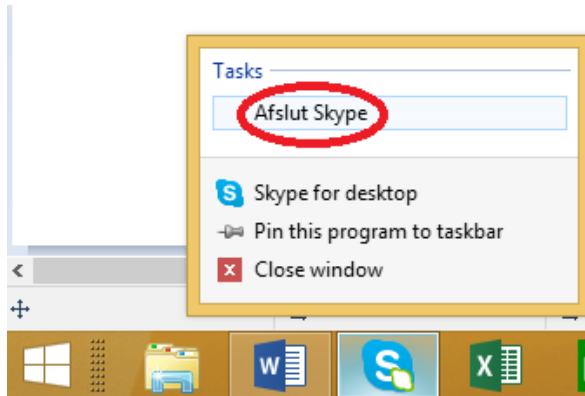 Tasks
Afslut Skype
Skype for desktop
Pin this program to taskbar
Close window